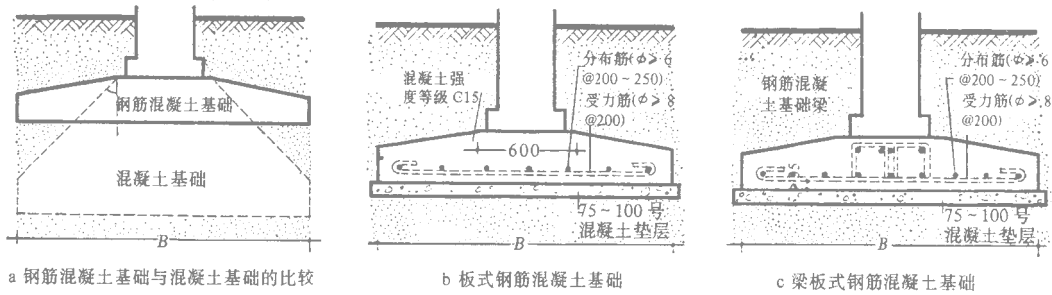 钢筋混凝土基础
混凝土基础
B
a 钢筋混凝土基础与混凝土基础的比较
混凝土强
度等级 C15
分布筋(ϕ≥6
@200~250)
受力筋(ϕ≥8
@200)
600
75~100 号
混凝土垫层
B
b 板式钢筋混凝土基础
钢筋混凝
土基础梁
分布筋(ϕ≥6
@200~250)
受力筋(ϕ≥8
@200)
75~100 号
混凝土垫层
B
c 梁板式钢筋混凝土基础